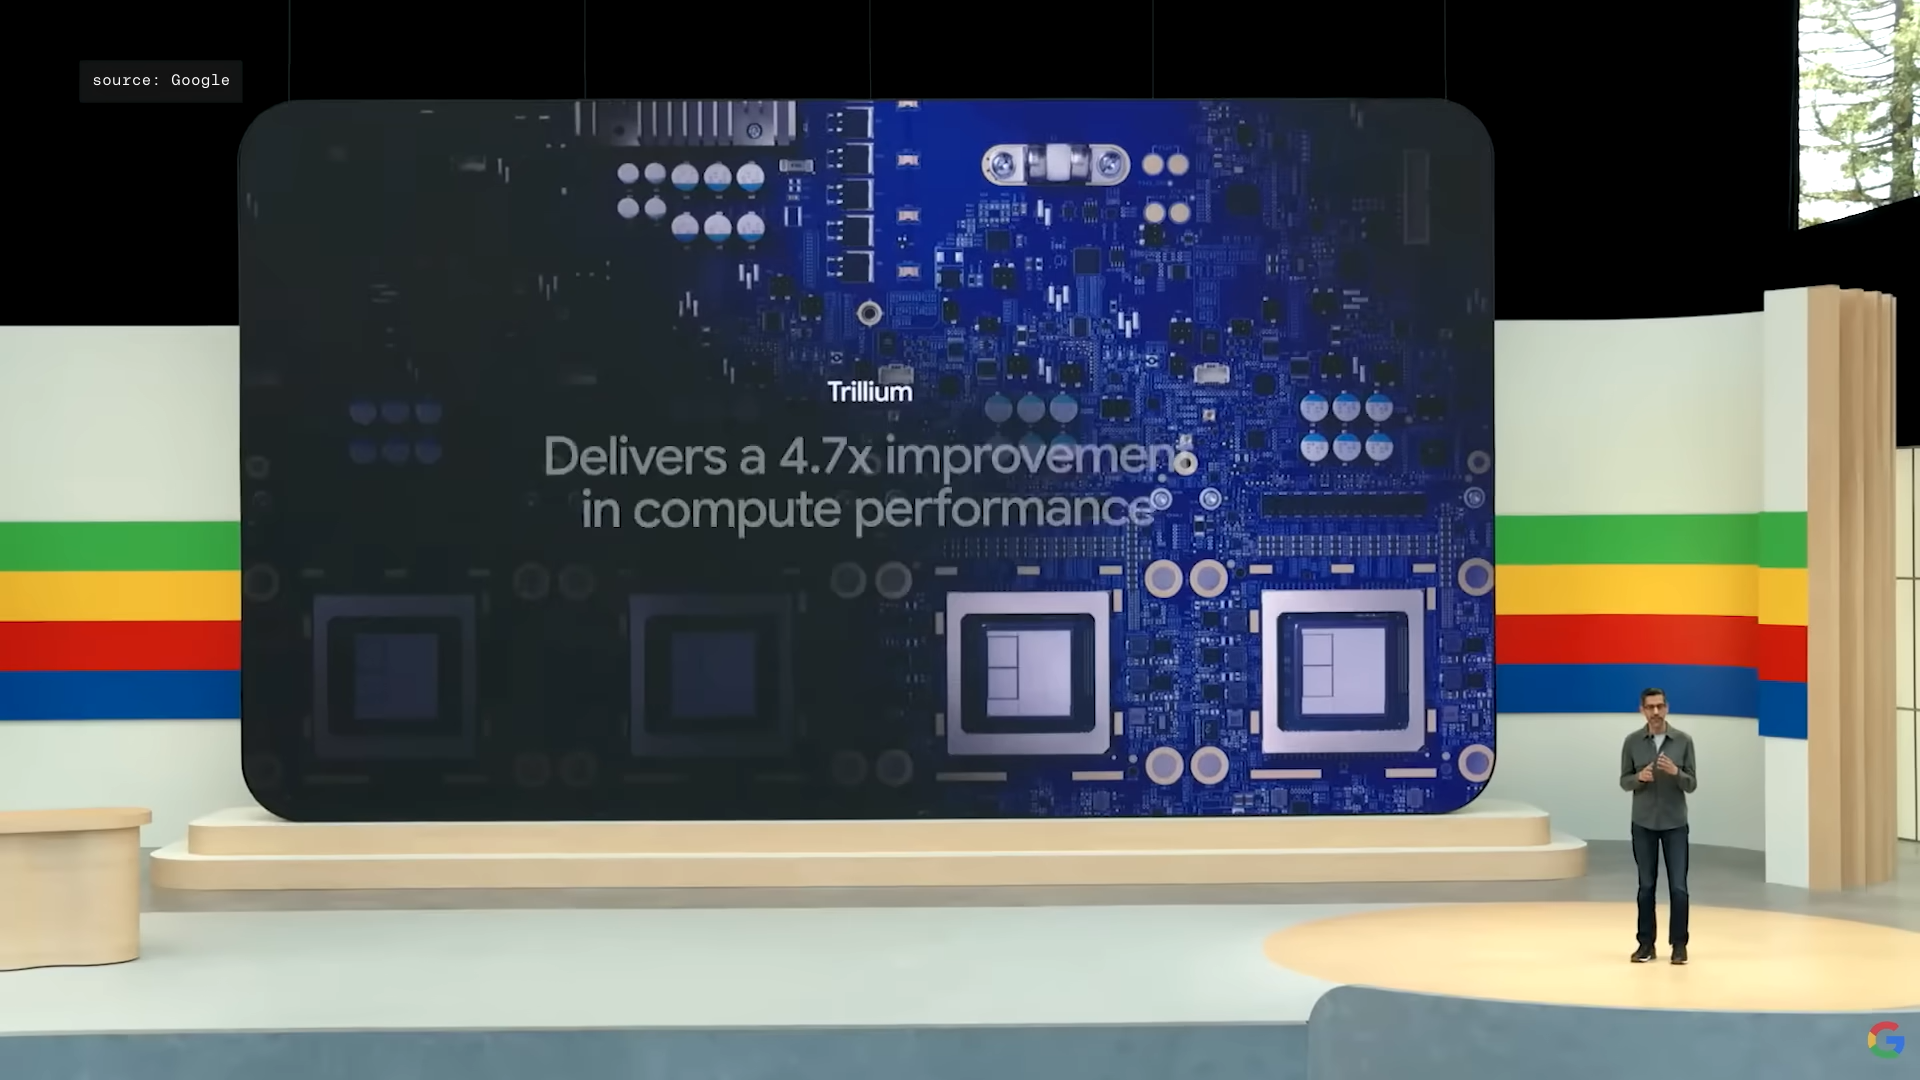 source: Google
Trillium
Delivers a 4.7x improvement
in compute performance